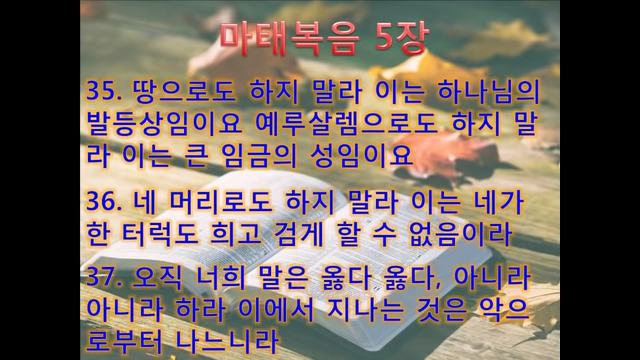 마태복음 5장
35. 땅으로도 하지 말라 이는 하나님의
발등상임이요 예루살렘으로도 하지 말
라 이는 큰 임금의 성임이요
36. 네 머리로도 하지 말라 이는 네가
한 터럭도 희고 검게 할 수 없음이라
37. 오직 너희 말은 옳다 옳다, 아니라
아니라 하라 이에서 지나는 것은 악으
로부터 나느니라